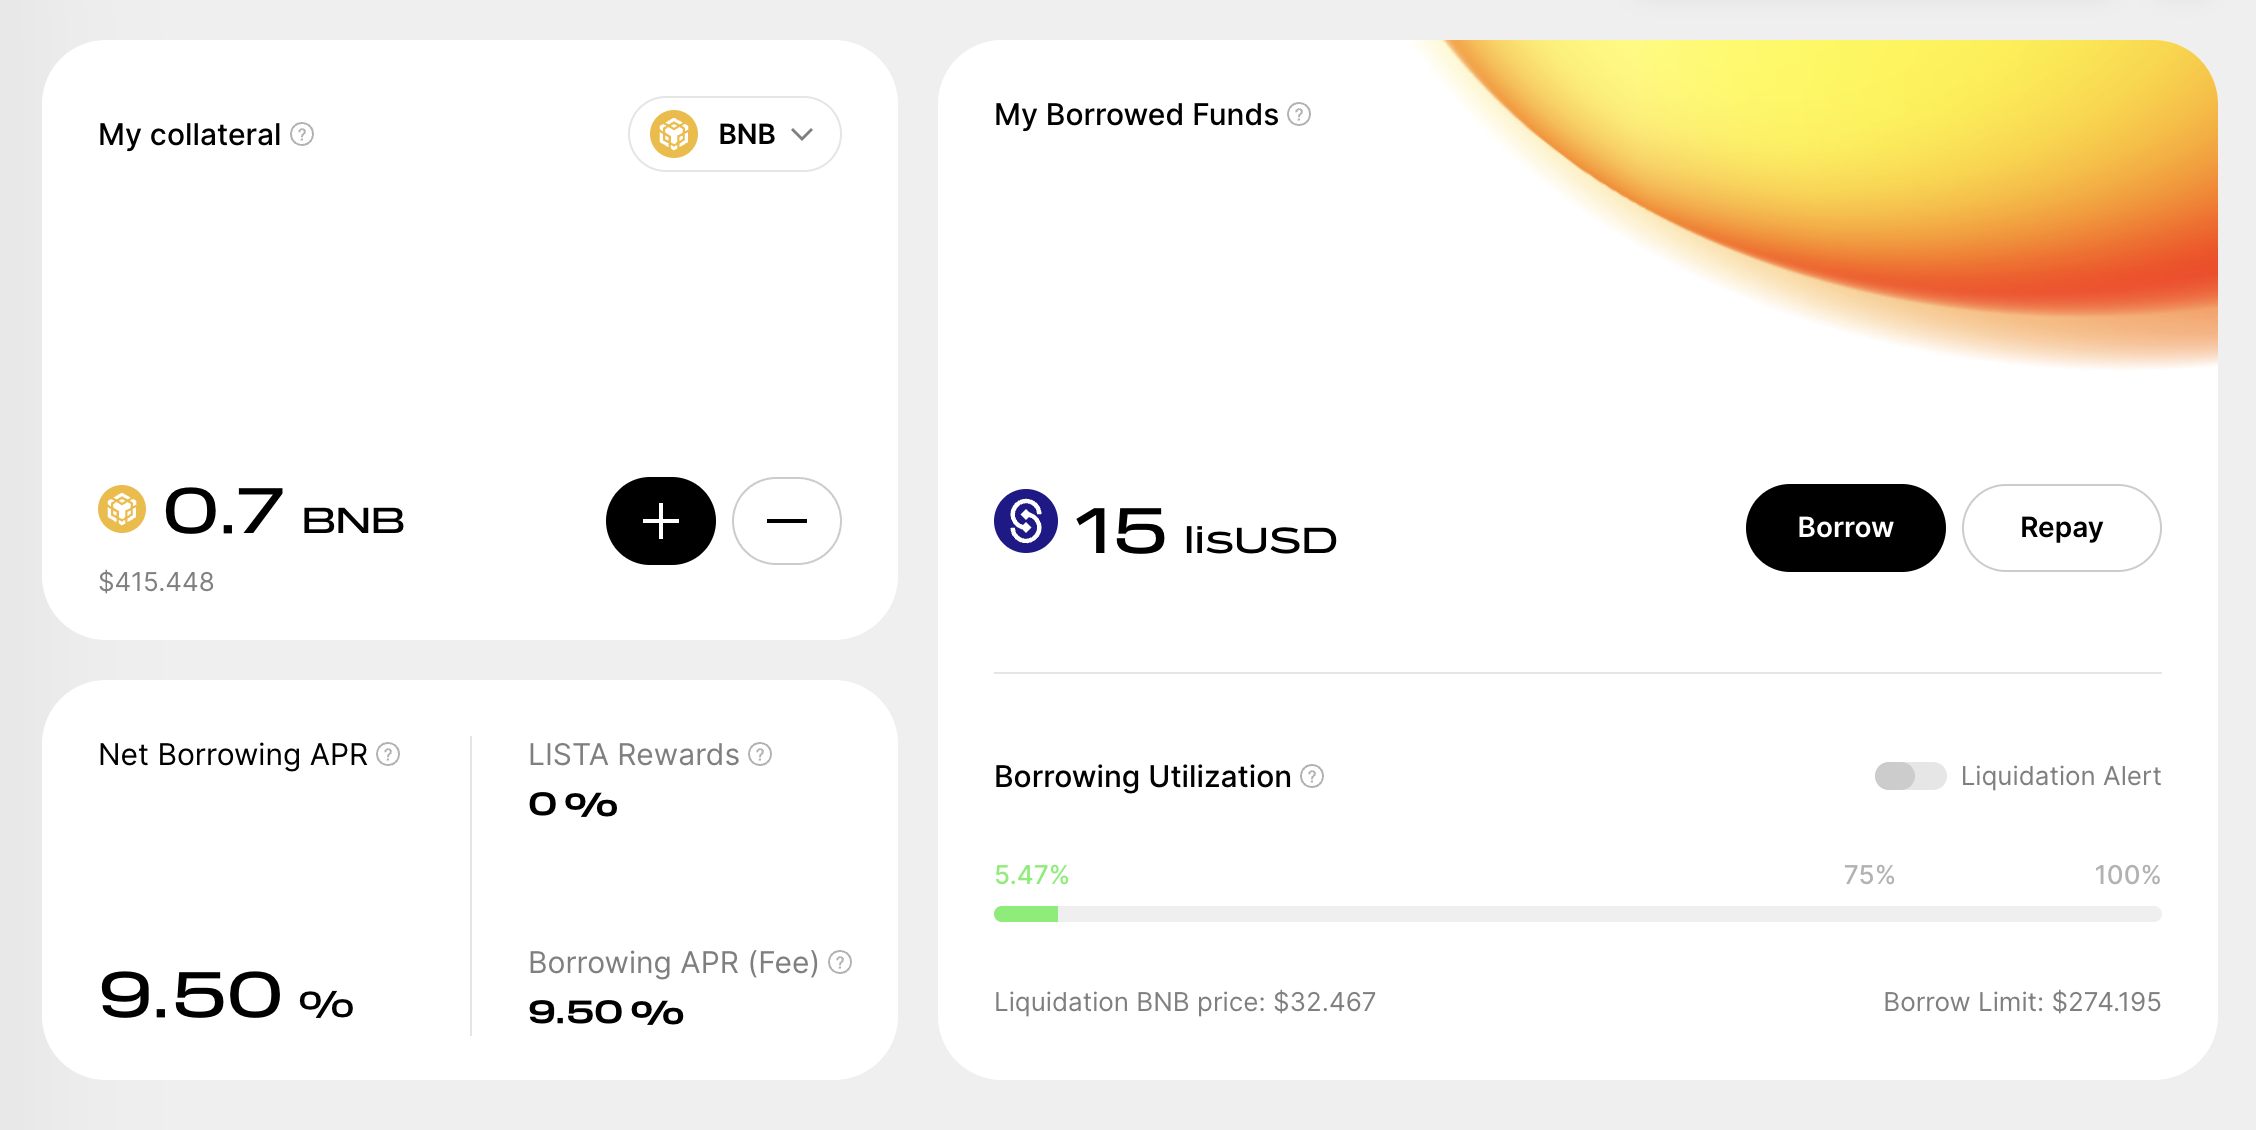 My collateral
BNB
0.7 BNB
$415.448
Net Borrowing APR
9.50 %
LISTA Rewards
0 %
Borrowing APR (Fee)
9.50 %
My Borrowed Funds
15 lisUSD
Borrow
Repay
Borrowing Utilization
Liquidation Alert
5.47%
75%
100%
Liquidation BNB price: $32.467
Borrow Limit: $274.195